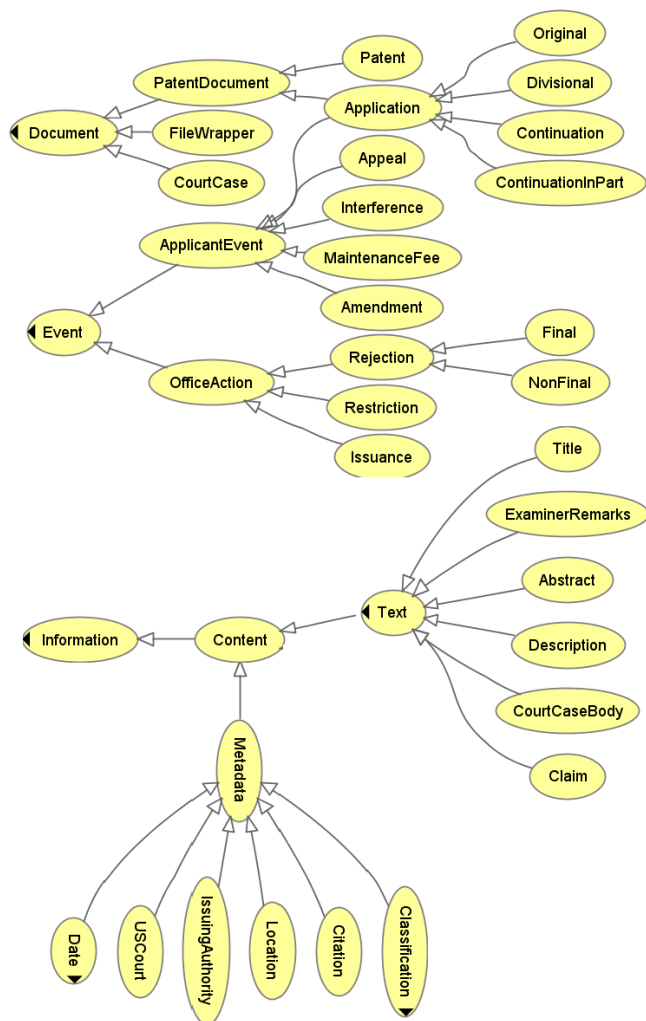 Original
Patent
PatentDocument
Divisional
Application
Document
FileWrapper
Continuation
Appeal
CourtCase
ContinuationInPart
Interference
ApplicantEvent
MaintenanceFee
Amendment
Event
Final
Rejection
OfficeAction
NonFinal
Restriction
Issuance
Title
ExaminerRemarks
Abstract
Text
Information
Content
Description
CourtCaseBody
Metadata
Claim
Date
USCourt
IssuingAuthority
Location
Citation
Classification